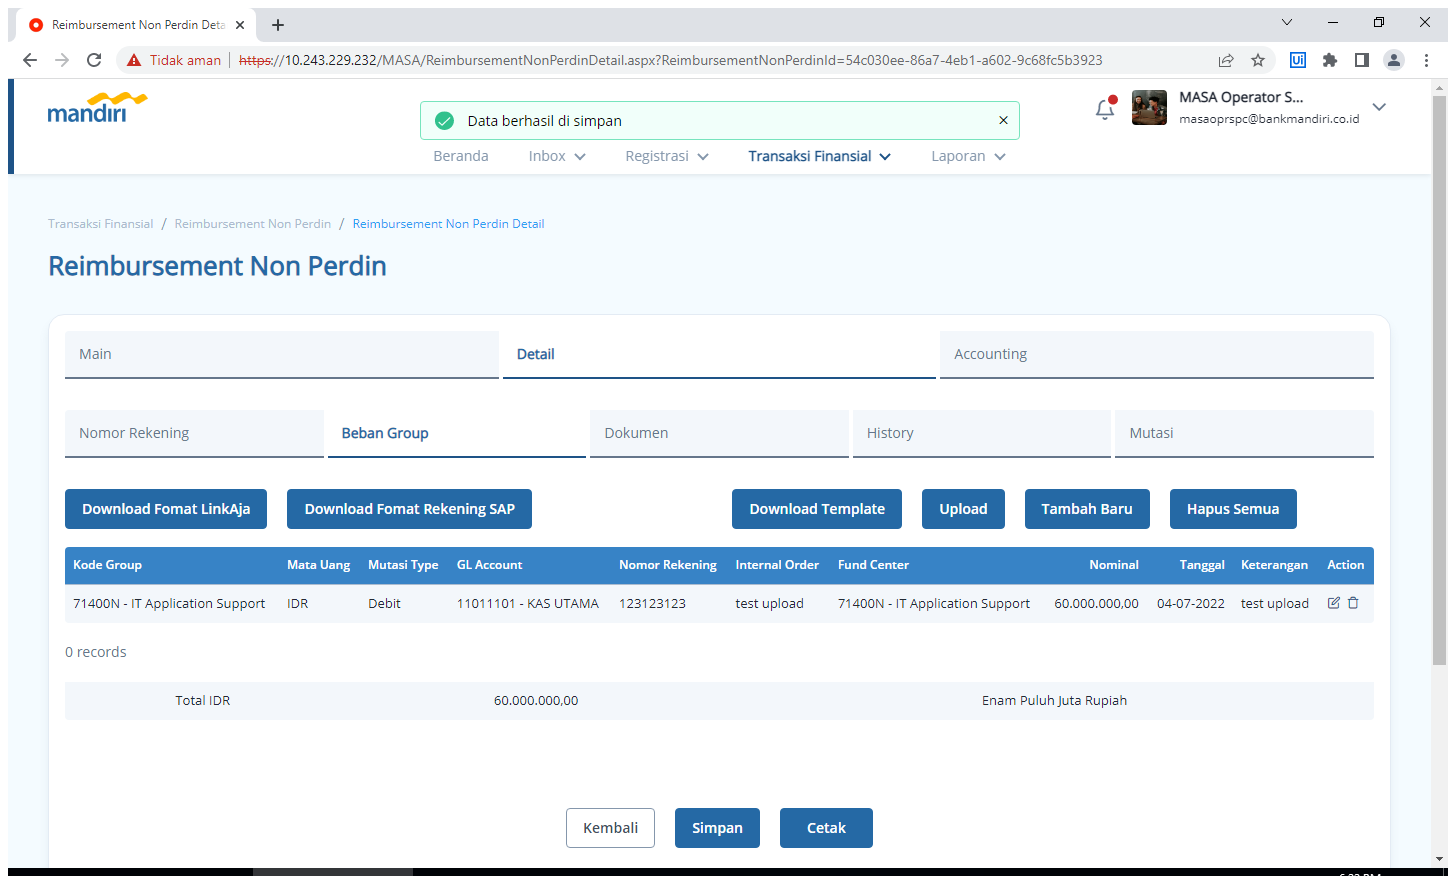 Reimbursement Non Perdin Deta
Tidak aman
https://10.243.229.232/MASA/ReimbursementNonPerdinDetail.aspx?ReimbursementNonPerdinId=54c030ee-86a7-4eb1-a602-9c68fc5b3923
Ui
mandiri
Data berhasil di simpan
MASA Operator S...
masaoprspc@bankmandiri.co.id
Beranda Inbox Registrasi Transaksi Finansial Laporan
Transaksi Finansial / Reimbursement Non Perdin / Reimbursement Non Perdin Detail
Reimbursement Non Perdin
Main Detail Accounting
Nomor Rekening Beban Group Dokumen History Mutasi
Download Fomat LinkAja Download Fomat Rekening SAP Download Template Upload Tambah Baru Hapus Semua
Kode Group Mata Uang Mutasi Type GL Account Nomor Rekening Internal Order Fund Center Nominal Tanggal Keterangan Action
71400N - IT Application Support IDR Debit 11011101 - KAS UTAMA 123123123 test upload 71400N - IT Application Support 60.000.000,00 04-07-2022 test upload
0 records
Total IDR 60.000.000,00 Enam Puluh Juta Rupiah
Kembali Simpan Cetak